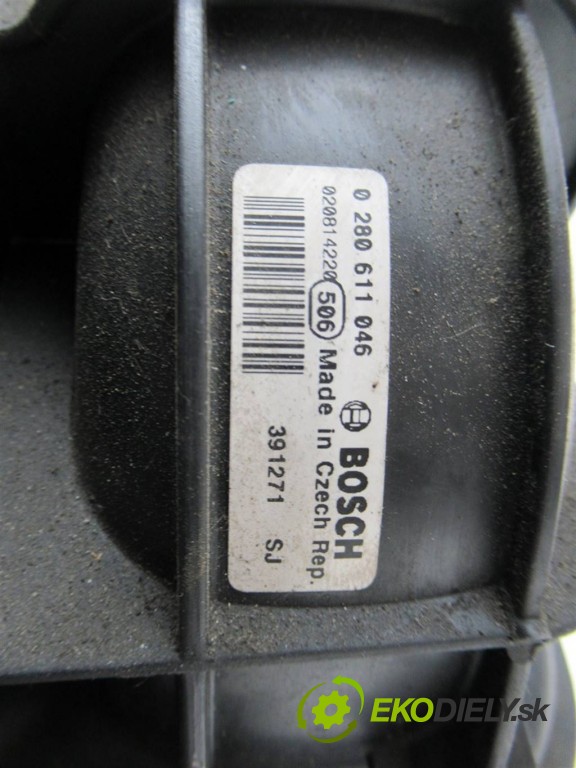 0 280 611 046
BOSCH
020814220 506 Made in Czech Rep.
391271 SJ
EKODIELY.sk